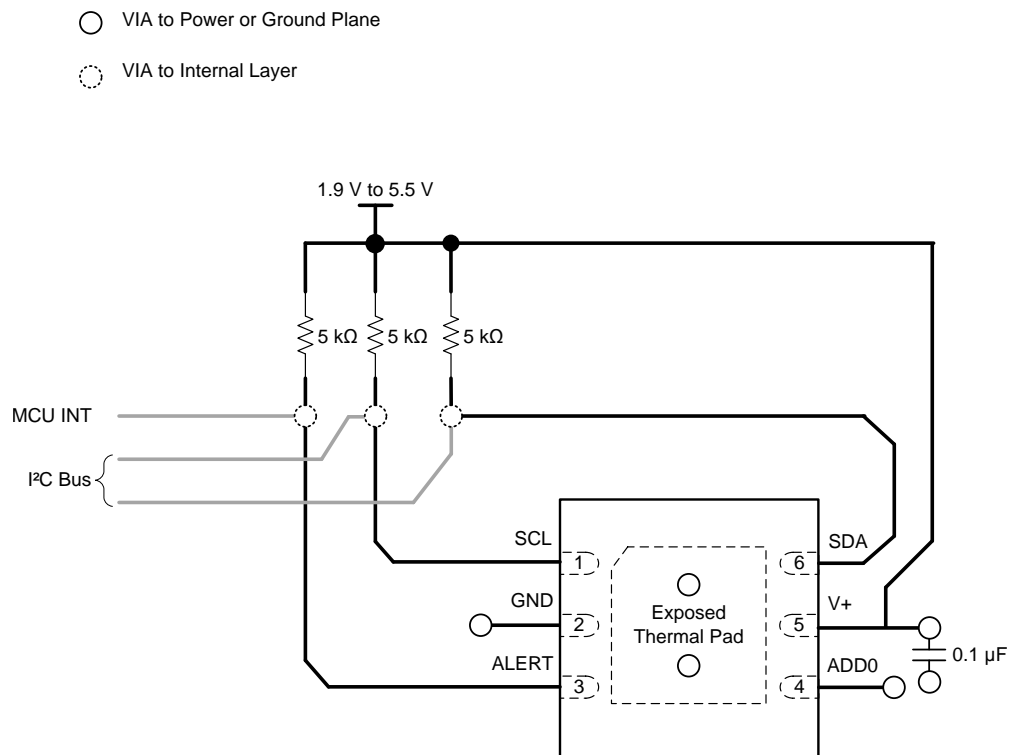 VIA to Power or Ground Plane
VIA to Internal Layer
1.9 V to 5.5 V
5 kΩ
5 kΩ
5 kΩ
MCU INT
I²C Bus
SCL
1
6
SDA
GND
2
Exposed
Thermal Pad
5
V+
0.1 µF
ALERT
3
4
ADD0